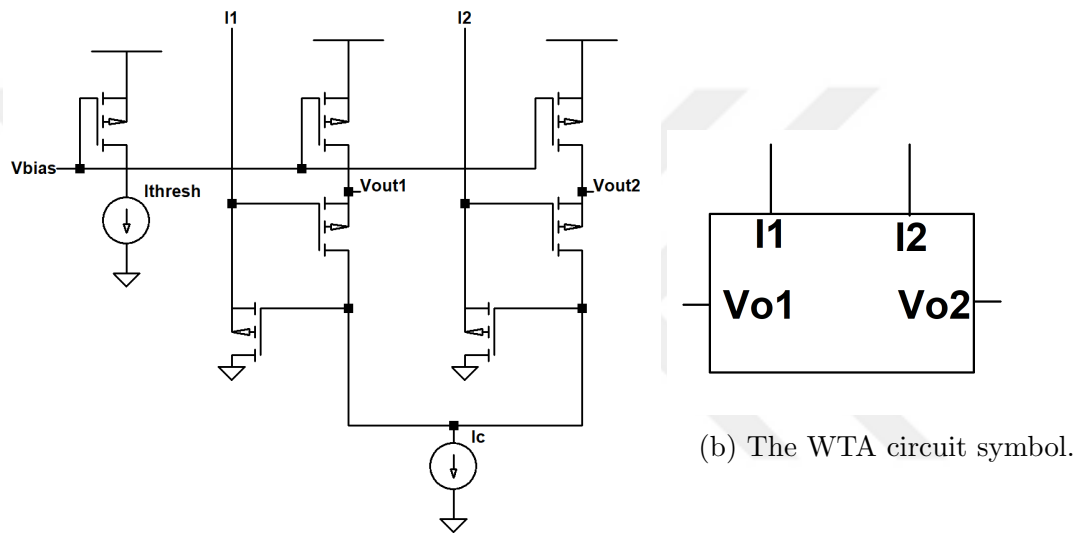 I1
I2
Vbias
Ithresh
Vout1
Vout2
Ic
I1
I2
Vo1
Vo2
(b) The WTA circuit symbol.